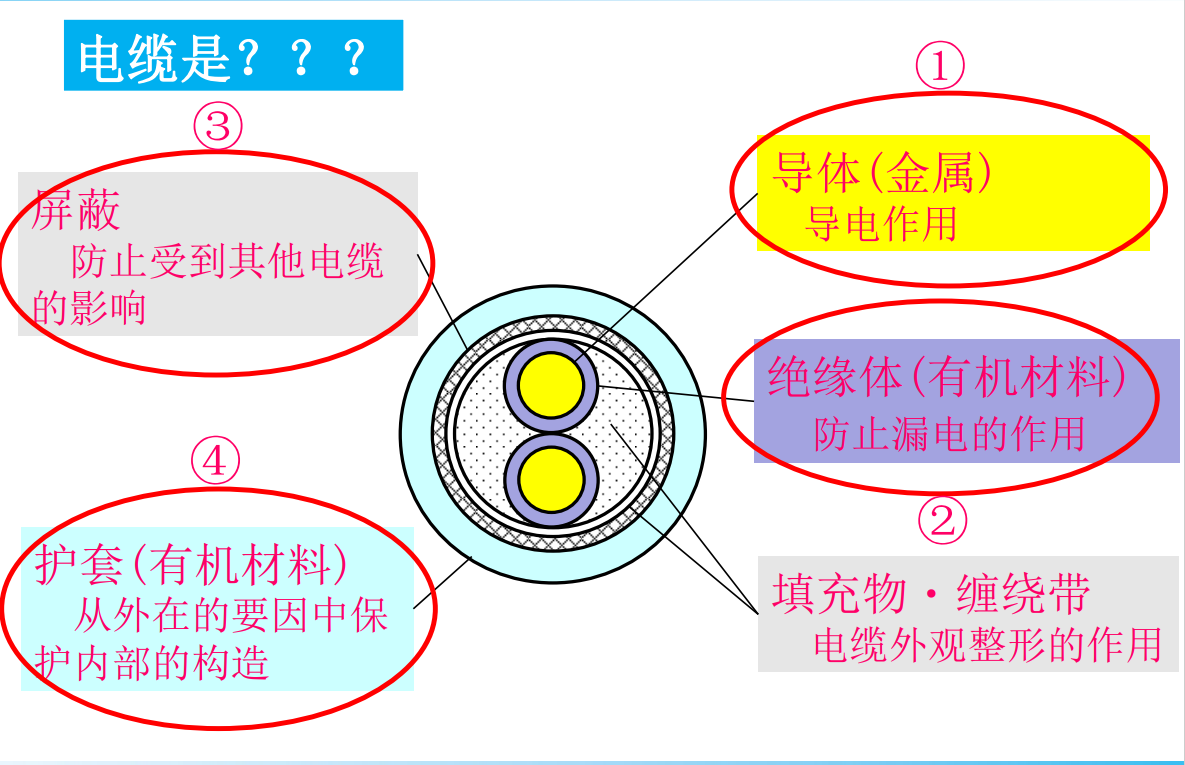 电缆是？？？
①
导体(金属)
导电作用
绝缘体(有机材料)
防止漏电的作用
②
填充物・缠绕带
电缆外观整形的作用
③
屏蔽
防止受到其他电缆
的影响
④
护套(有机材料)
从外在的要因中保
护内部的构造